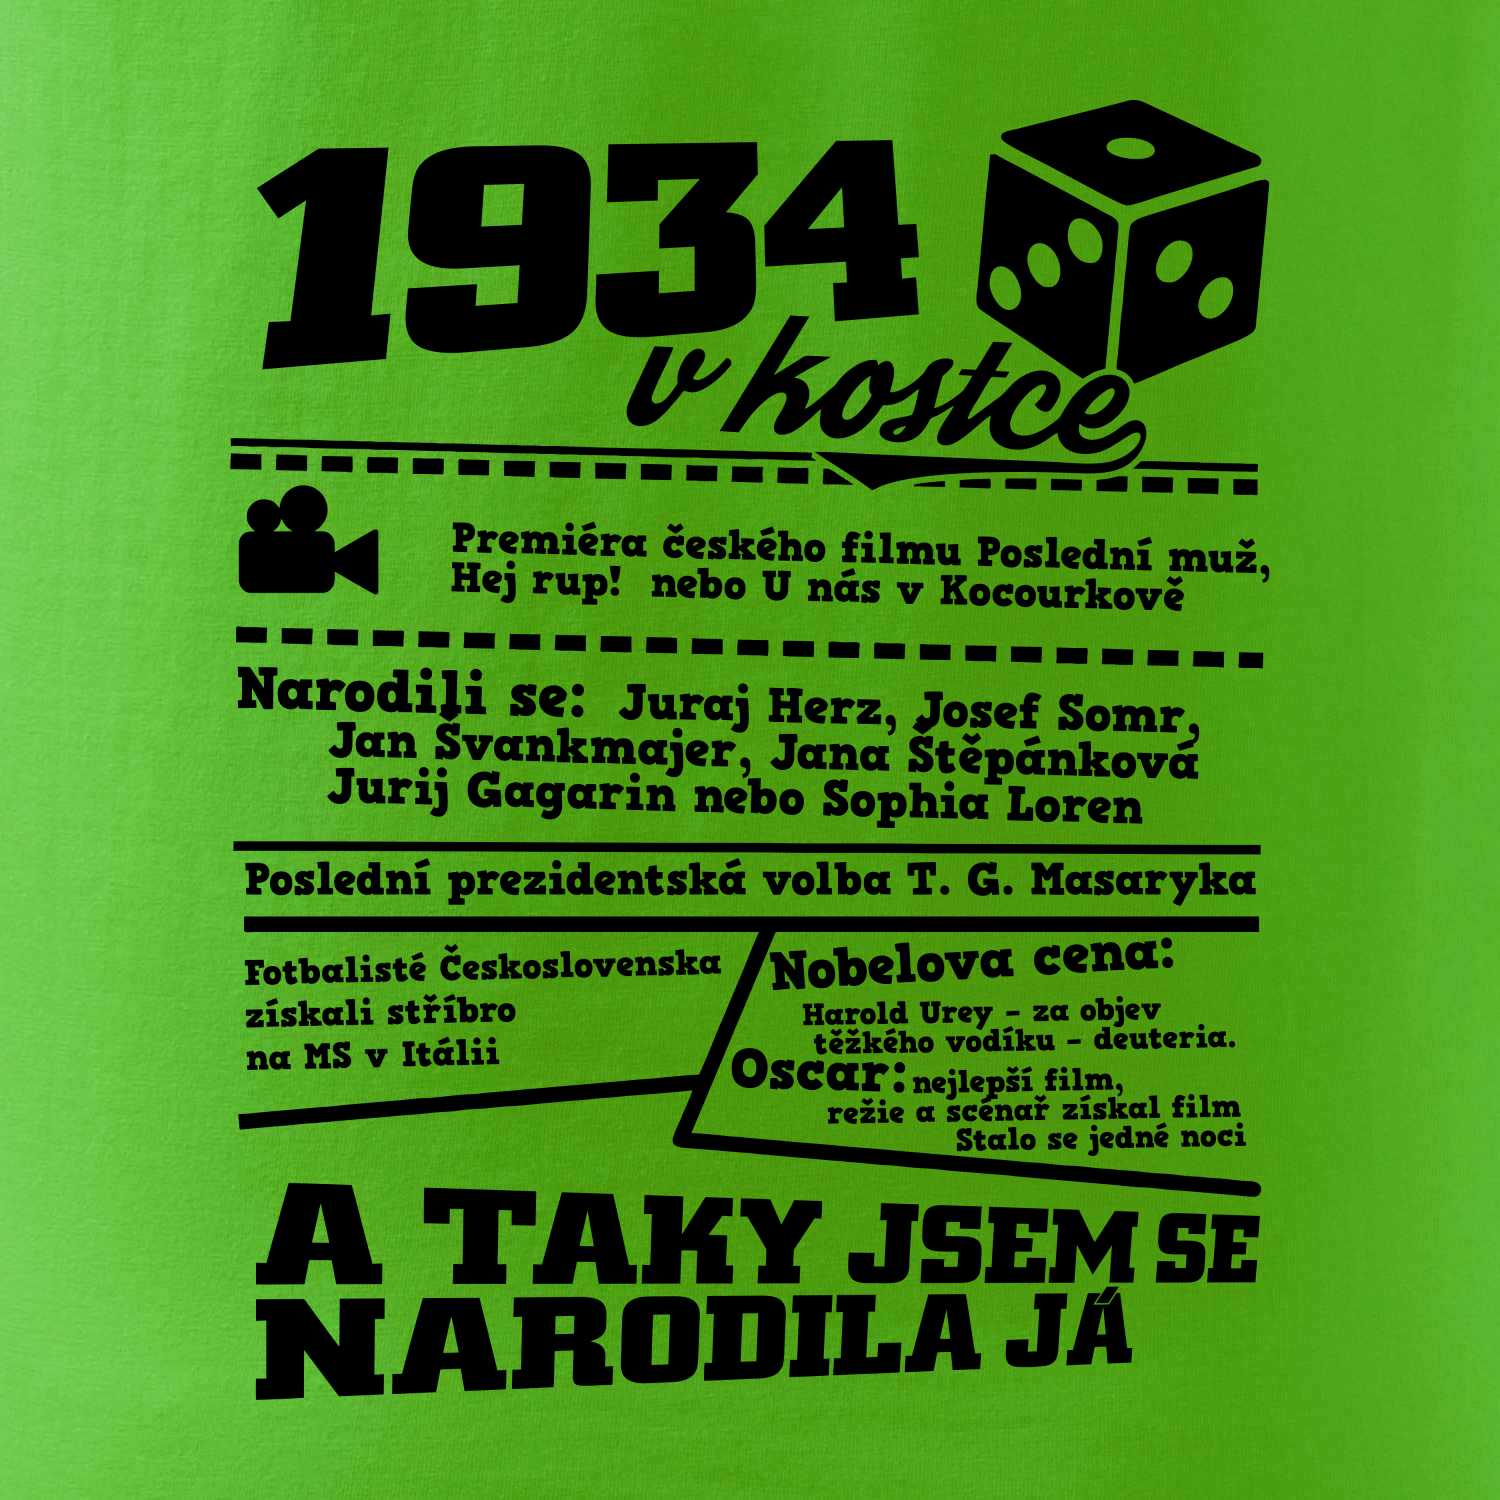 1934
v kostce
Premiéra českého filmu Poslední muž,
Hej rup! nebo U nás v Kocourkově
Narodili se: Juraj Herz, Josef Somr,
Jan Švankmajer, Jana Štěpánková
Jurij Gagarin nebo Sophia Loren
Poslední prezidentská volba T. G. Masaryka
Fotbalisté Československa
získali stříbro
na MS v Itálii
Nobelova cena:
Harold Urey - za objev
těžkého vodíku - deuteria.
Oscar: nejlepší film,
režie a scénař získal film
Stalo se jedné noci
A TAKY JSEM SE
NARODILA JÁ